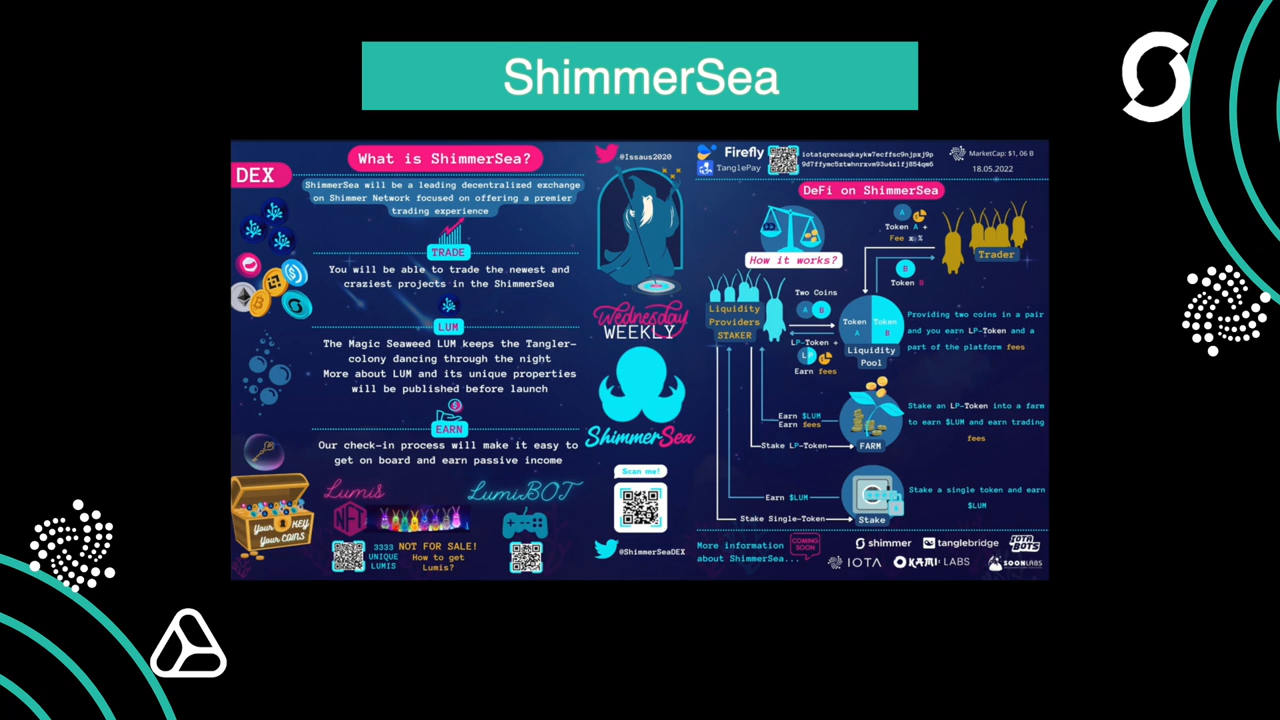 ShimmerSea
DEX
What is ShimmerSea?
ShimmerSea will be a leading decentralized exchange
on Shimmer Network focused on offering a premier
trading experience
TRADE
You will be able to trade the newest and
craziest projects in the ShimmerSea
LUM
The Magic Seaweed LUM keeps the Tangler-
colony dancing through the night
More about LUM and its unique properties
will be published before launch
EARN
Our check-in process will make it easy to
get on board and earn passive income
Your KEY
Your COINS
Lumis
NFT
LumiBOT
3333
UNIQUE
LUMIS
NOT FOR SALE!
How to get
Lumis?
@Issaus2020
Wednesday
WEEKLY
ShimmerSea
Scan me!
@ShimmerSeaDEX
Firefly
TanglePay
MarketCap: $1, 06 B
18.05.2022
DeFi on ShimmerSea
How it works?
A
Token A +
Fee x%
B
Token B
Trader
Liquidity
Providers
STAKER
Two Coins
A B
LP-Token +
LP
Earn fees
Token A
Token B
Liquidity
Pool
Providing two coins in a pair
and you earn LP-Token and a
part of the platform fees
Earn $LUM
Earn fees
Stake LP-Token
FARM
Stake an LP-Token into a farm
to earn $LUM and earn trading
fees
Earn $LUM
Stake Single-Token
Stake
Stake a single token and earn
$LUM
More information
about ShimmerSea...
COMING
SOON
shimmer
tanglebridge
IOTA
BOTS
IOTA
OKAMI LABS
SOONLABS